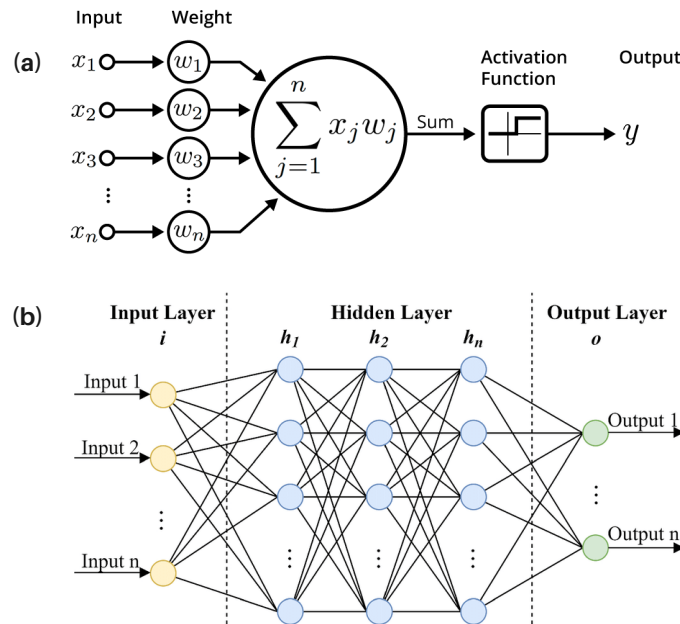 Input Weight
Activation Function Output
(a)
x₁ w₁
x₂ w₂
x₃ w₃
⋮ ⋮
xₙ wₙ
∑ⱼ₌₁ⁿ xⱼwⱼ
Sum
y
(b)
Input Layer Hidden Layer Output Layer
i h₁ h₂ hₙ o
Input 1
Input 2
⋮
Input n
⋮ ⋮ ⋮
Output 1
⋮
Output n